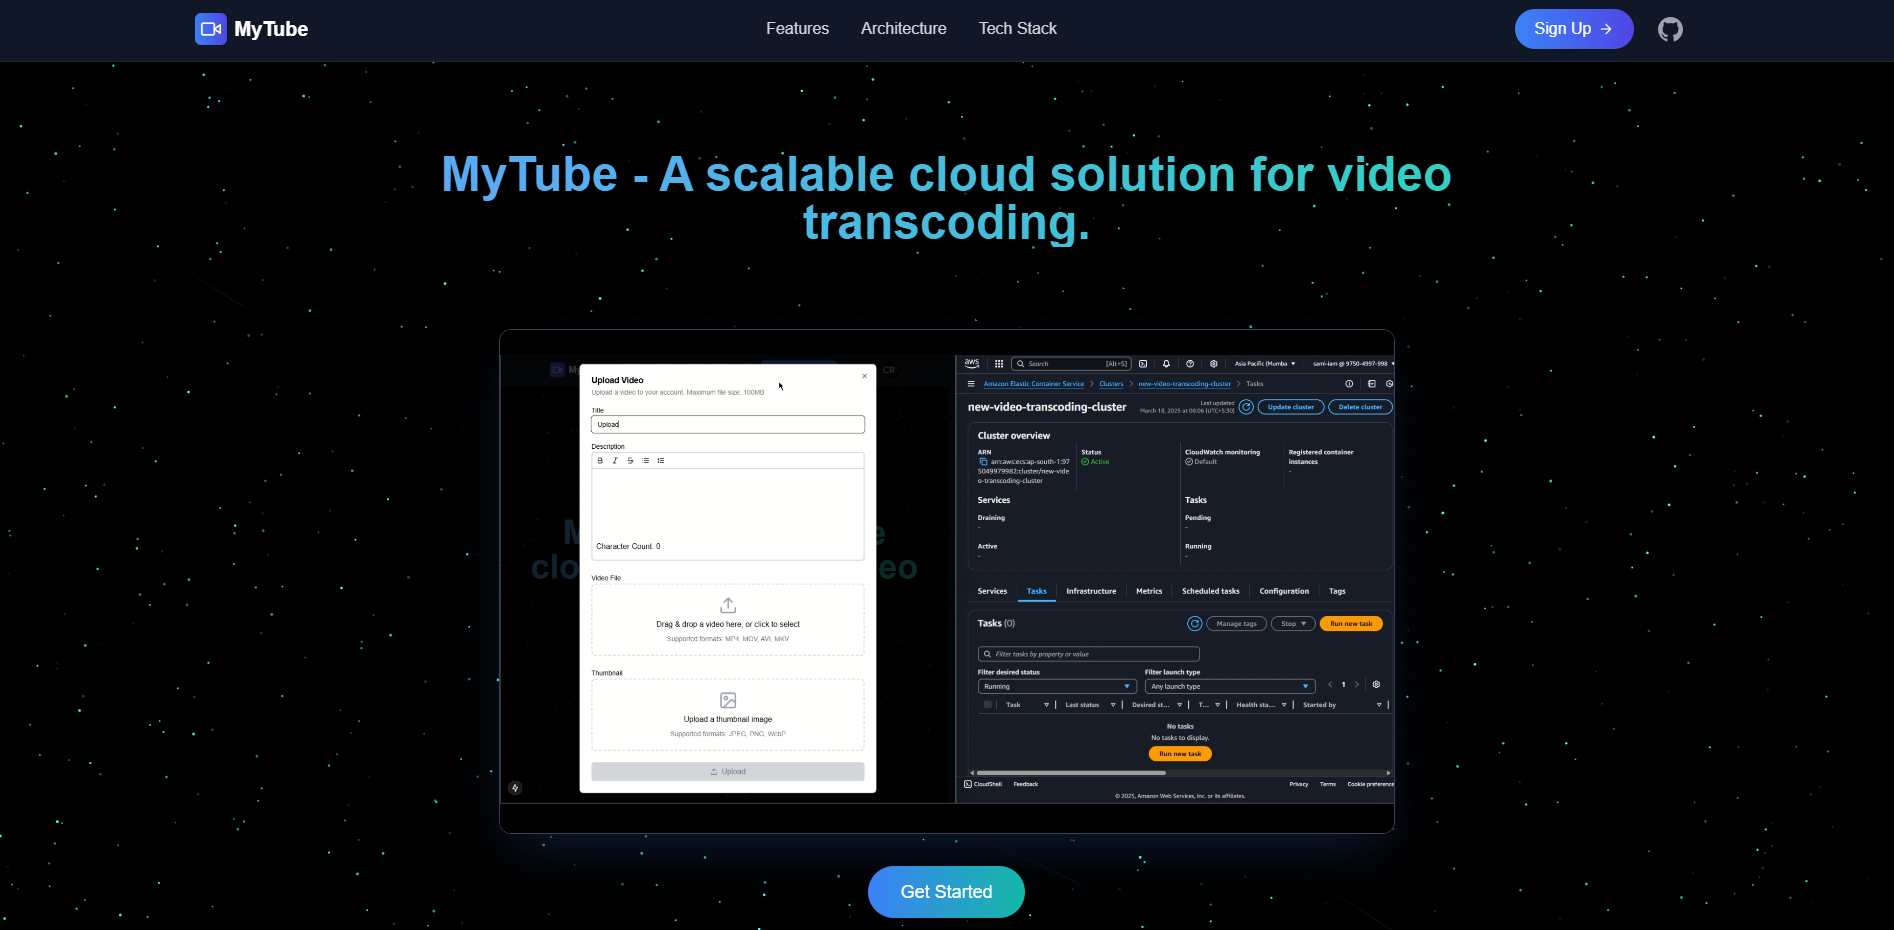 MyTube
Features
Architecture
Tech Stack
Sign Up
MyTube - A scalable cloud solution for video
transcoding.
Upload Video
Upload a video to your account. Maximum file size: 100MB
Title
Upload
Description
B I S
Character Count: 0
Video File
Drag & drop a video here, or click to select
Supported formats: MP4, MOV, AVI, MKV
Thumbnail
Upload a thumbnail image
Supported formats: JPEG, PNG, WebP
Upload
CR
clo
eo
aws
Search
[Alt+S]
Asia Pacific (Mumba
sami-iam @ 9750-4997-998
Amazon Elastic Container Service
Clusters
new-video-transcoding-cluster
Tasks
new-video-transcoding-cluster
Last updated
March 18, 2025 at 08:06 (UTC+5:30)
Update cluster
Delete cluster
Cluster overview
ARN
arn:aws:ecs:ap-south-1:97
5049979982:cluster/new-vide
o-transcoding-cluster
Status
Active
CloudWatch monitoring
Default
Registered container
instances
-
Services
Tasks
Draining
-
Pending
-
Active
-
Running
-
Services
Tasks
Infrastructure
Metrics
Scheduled tasks
Configuration
Tags
Tasks (0)
Manage tags
Stop
Run new task
Filter tasks by property or value
Filter desired status
Running
Filter launch type
Any launch type
1
Task
Last status
Desired st...
T...
Health sta...
Started by
No tasks
No tasks to display.
Run new task
CloudShell
Feedback
Privacy
Terms
Cookie preference
© 2025, Amazon Web Services, Inc. or its affiliates.
Get Started